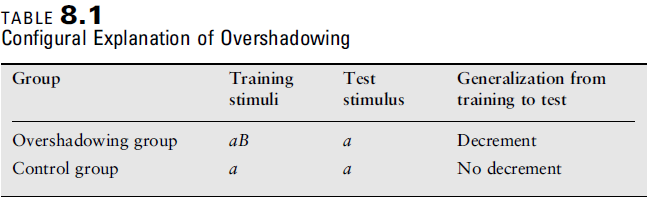 TABLE 8.1
Configural Explanation of Overshadowing
Group Training stimuli Test stimulus Generalization from training to test
Overshadowing group aB a Decrement
Control group a a No decrement